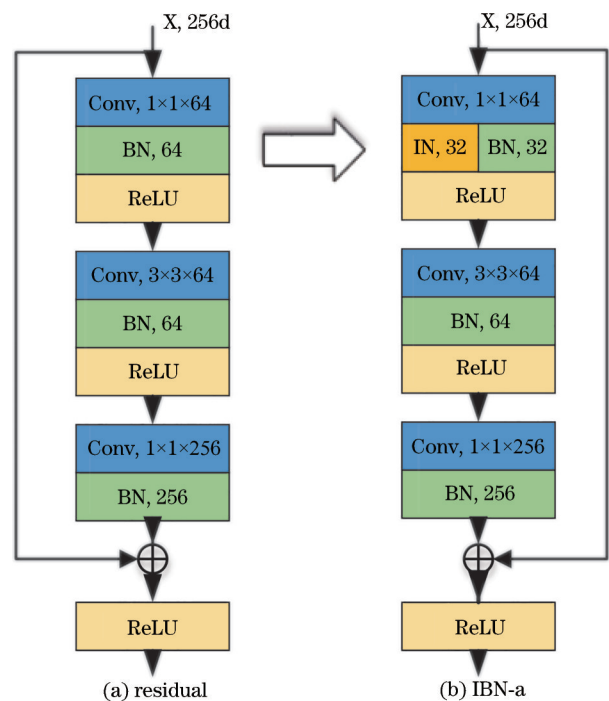 X, 256d
Conv, 1×1×64
BN, 64
ReLU
Conv, 3×3×64
BN, 64
ReLU
Conv, 1×1×256
BN, 256
ReLU
(a) residual
X, 256d
Conv, 1×1×64
IN, 32 BN, 32
ReLU
Conv, 3×3×64
BN, 64
ReLU
Conv, 1×1×256
BN, 256
ReLU
(b) IBN-a